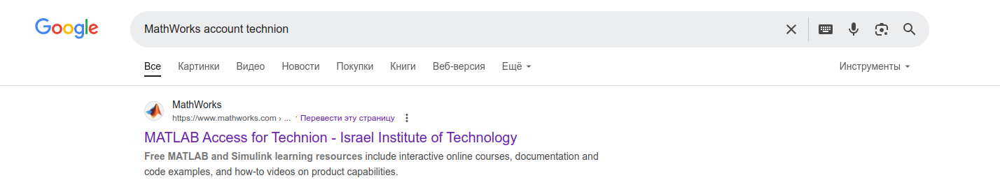 Google
MathWorks account technion
Все Картинки Видео Новости Покупки Книги Веб-версия Ещё Инструменты
MathWorks
https://www.mathworks.com › ... · Перевести эту страницу
MATLAB Access for Technion - Israel Institute of Technology
Free MATLAB and Simulink learning resources include interactive online courses, documentation and
code examples, and how-to videos on product capabilities.